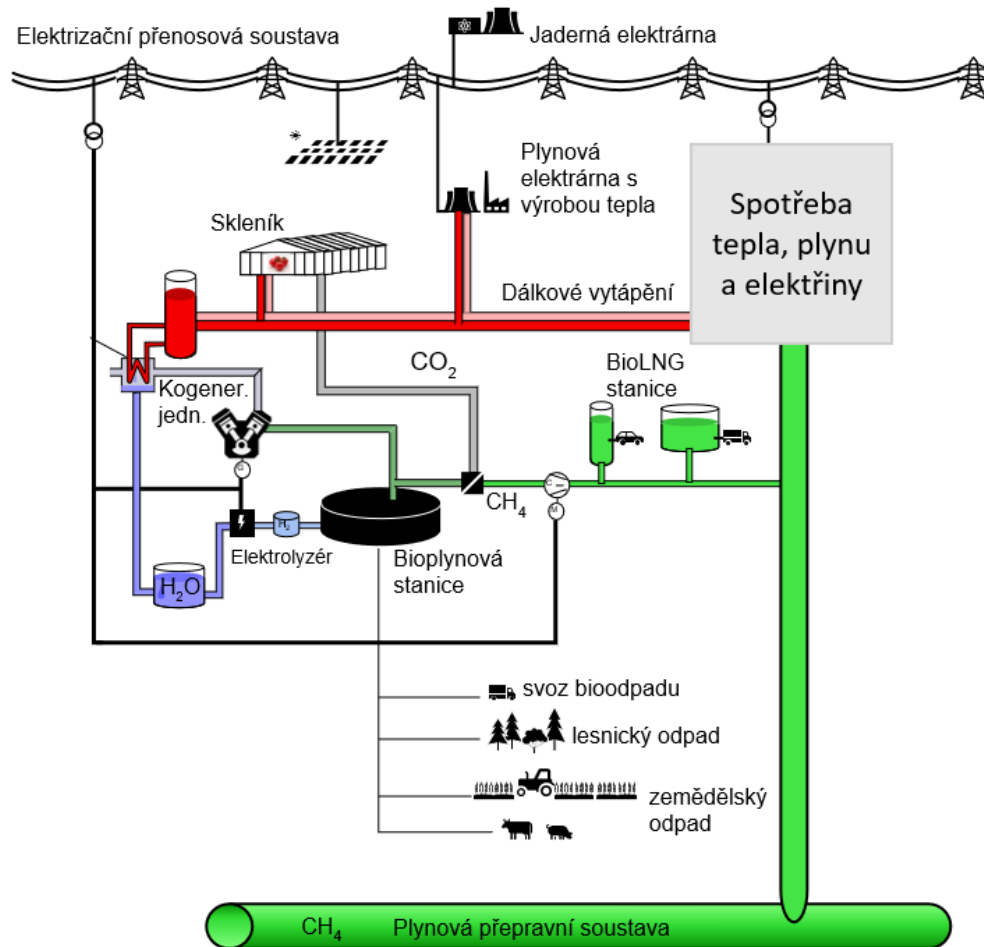 Elektrizační přenosová soustava
Jaderná elektrárna
Plynová
elektrárna s
výrobou tepla
Spotřeba
tepla, plynu
a elektřiny
Skleník
Dálkové vytápění
CO₂
BioLNG
stanice
Kogener.
jedn.
G
C
CH₄
M
H₂
Elektrolyzér
Bioplynová
stanice
H₂O
svoz bioodpadu
lesnický odpad
zemědělský
odpad
CH₄ Plynová přepravní soustava